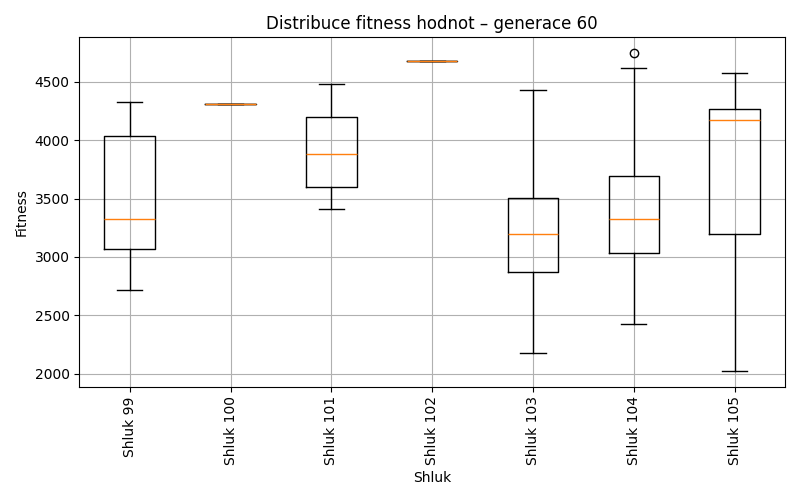 Distribuce fitness hodnot – generace 60
Fitness
4500
4000
3500
3000
2500
2000
Shluk 99
Shluk 100
Shluk 101
Shluk 102
Shluk 103
Shluk 104
Shluk 105
Shluk